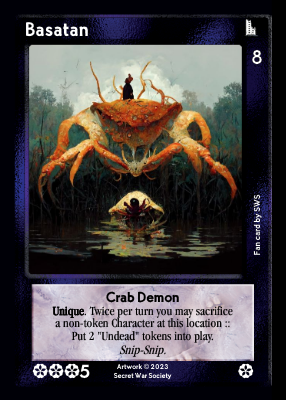 Basatan
8
Fan card by SWS
Crab Demon
Unique. Twice per turn you may sacrifice
a non-token Character at this location ::
Put 2 "Undead" tokens into play.
Snip-Snip.
5
Artwork © 2023
Secret War Society